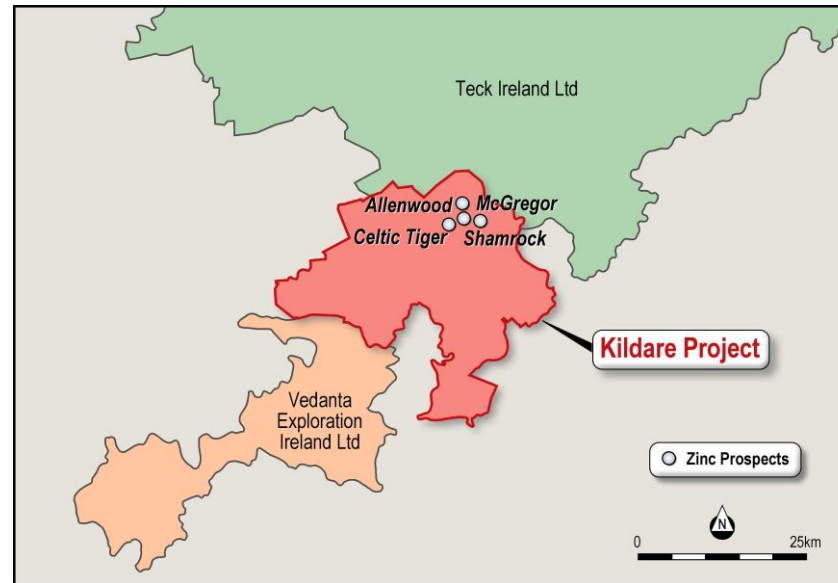 Teck Ireland Ltd
Allenwood
McGregor
Celtic Tiger
Shamrock
Kildare Project
Vedanta
Exploration
Ireland Ltd
Zinc Prospects
N
0
25km